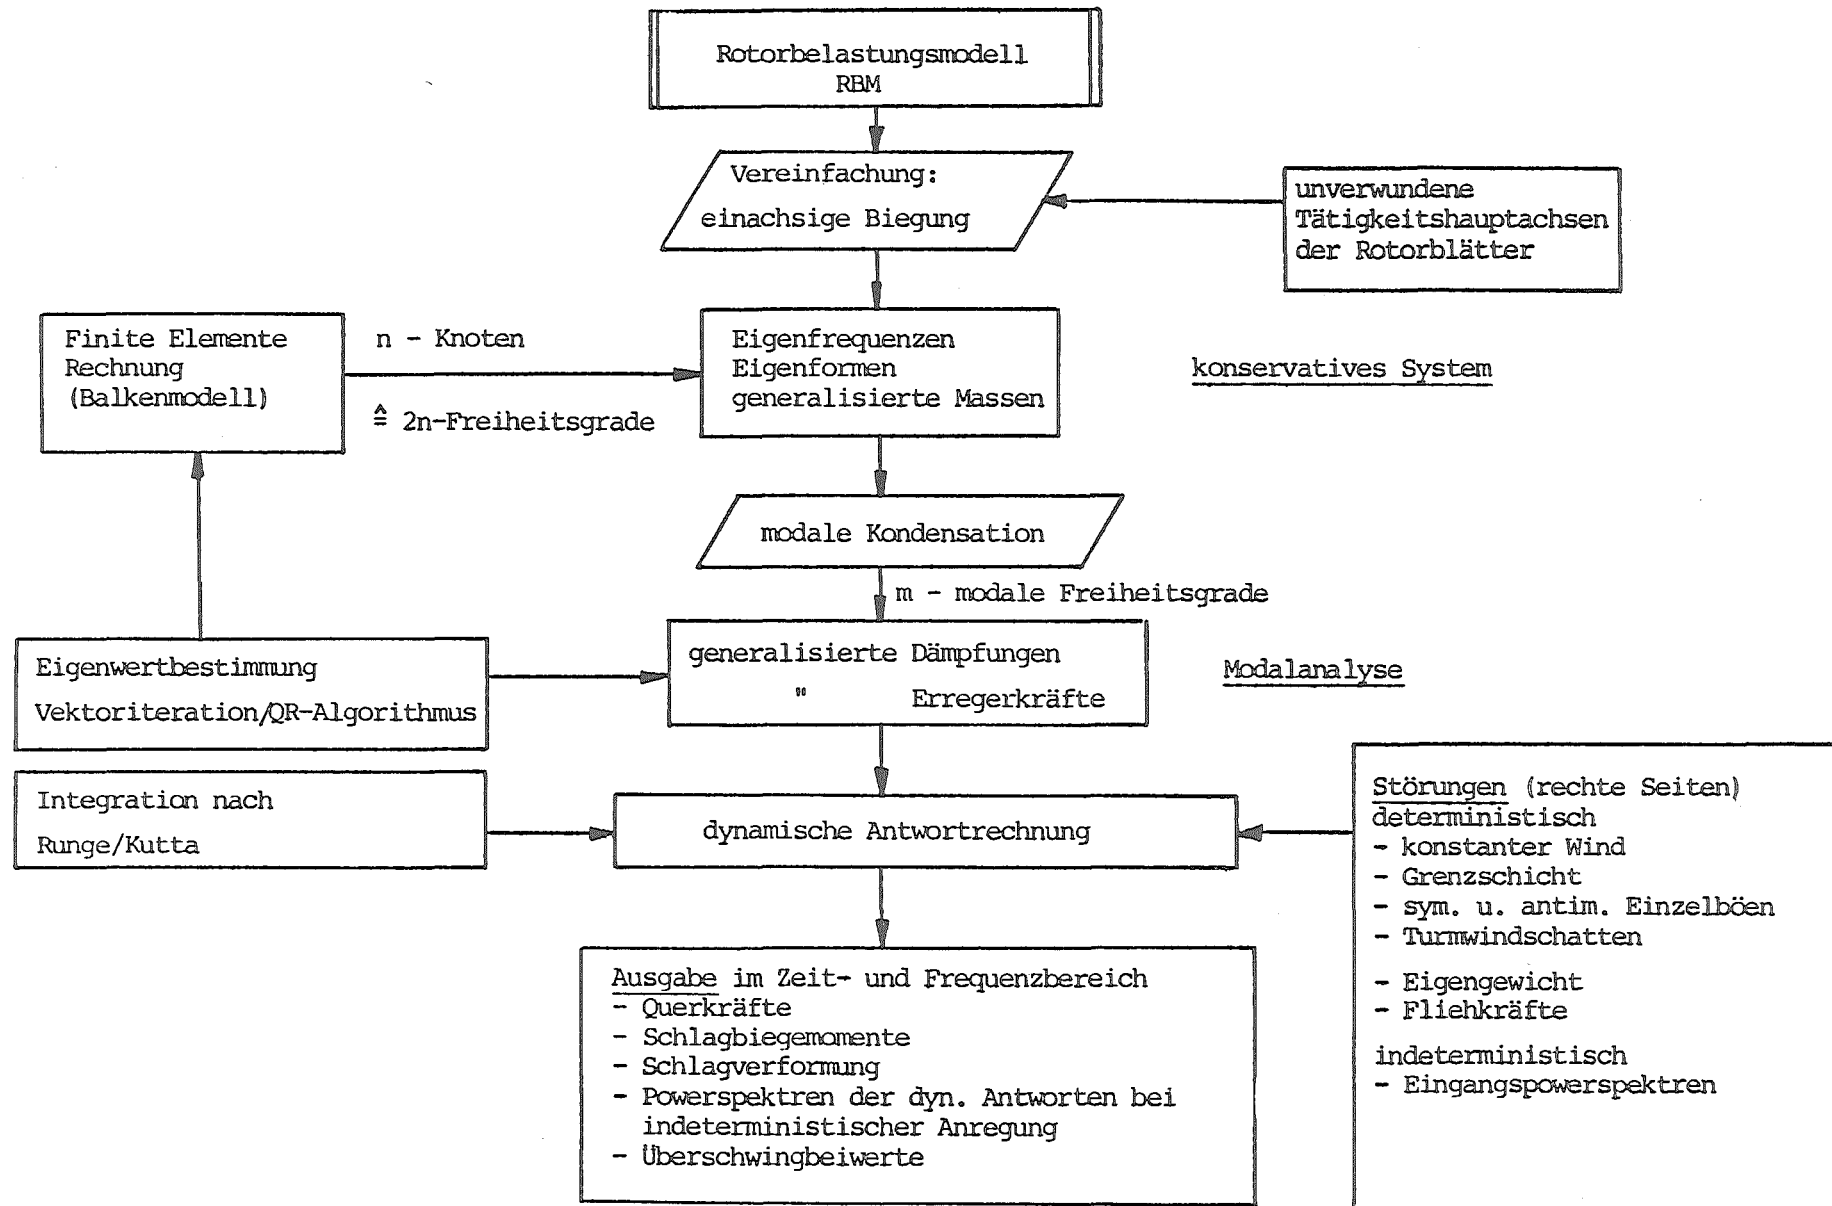 Rotorbelastungsmodell
RBM
Vereinfachung:
einachsige Biegung
unverwundene
Tätigkeitshauptachsen
der Rotorblätter
Finite Elemente
Rechnung
(Balkenmodell)
n - Knoten
≙ 2n-Freiheitsgrade
Eigenfrequenzen
Eigenformen
generalisierte Massen
konservatives System
modale Kondensation
m - modale Freiheitsgrade
Eigenwertbestimmung
Vektoriteration/QR-Algorithmus
generalisierte Dämpfungen
" Erregerkräfte
Modalanalyse
Integration nach
Runge/Kutta
dynamische Antwortrechnung
Störungen (rechte Seiten)
deterministisch
- konstanter Wind
- Grenzschicht
- sym. u. antim. Einzelböen
- Turmwindschatten
- Eigengewicht
- Fliehkräfte
indeterministisch
- Eingangspowerspektren
Ausgabe im Zeit- und Frequenzbereich
- Querkräfte
- Schlagbiegemomente
- Schlagverformung
- Powerspektren der dyn. Antworten bei
indeterministischer Anregung
- Überschwingbeiwerte